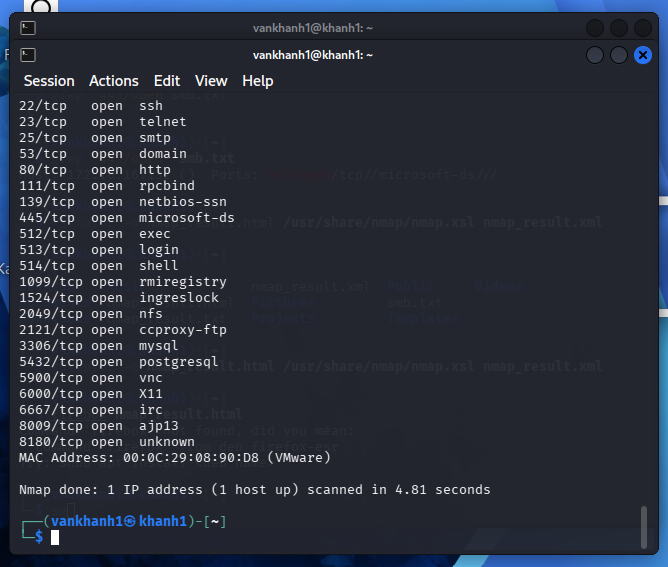 vankhanh1@khanh1: ~
vankhanh1@khanh1: ~
Session Actions Edit View Help
22/tcp   open  ssh
23/tcp   open  telnet
25/tcp   open  smtp
53/tcp   open  domain
80/tcp   open  http
111/tcp  open  rpcbind
139/tcp  open  netbios-ssn
445/tcp  open  microsoft-ds
512/tcp  open  exec
513/tcp  open  login
514/tcp  open  shell
1099/tcp open  rmiregistry
1524/tcp open  ingreslock
2049/tcp open  nfs
2121/tcp open  ccproxy-ftp
3306/tcp open  mysql
5432/tcp open  postgresql
5900/tcp open  vnc
6000/tcp open  X11
6667/tcp open  irc
8009/tcp open  ajp13
8180/tcp open  unknown
MAC Address: 00:0C:29:08:90:D8 (VMware)
Nmap done: 1 IP address (1 host up) scanned in 4.81 seconds
┌──(vankhanh1㉿khanh1)-[~]
└─$